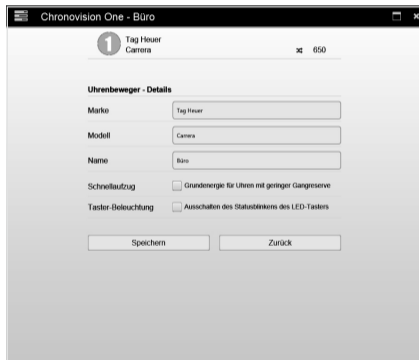 Chronovision One - Büro
1 Tag Heuer
Carrera 650
Uhrenbeweger - Details
Marke Tag Heuer
Modell Carrera
Name Büro
Schnellaufzug Grundenergie für Uhren mit geringer Gangreserve
Taster-Beleuchtung Ausschalten des Statusblinkens des LED-Tasters
Speichern Zurück